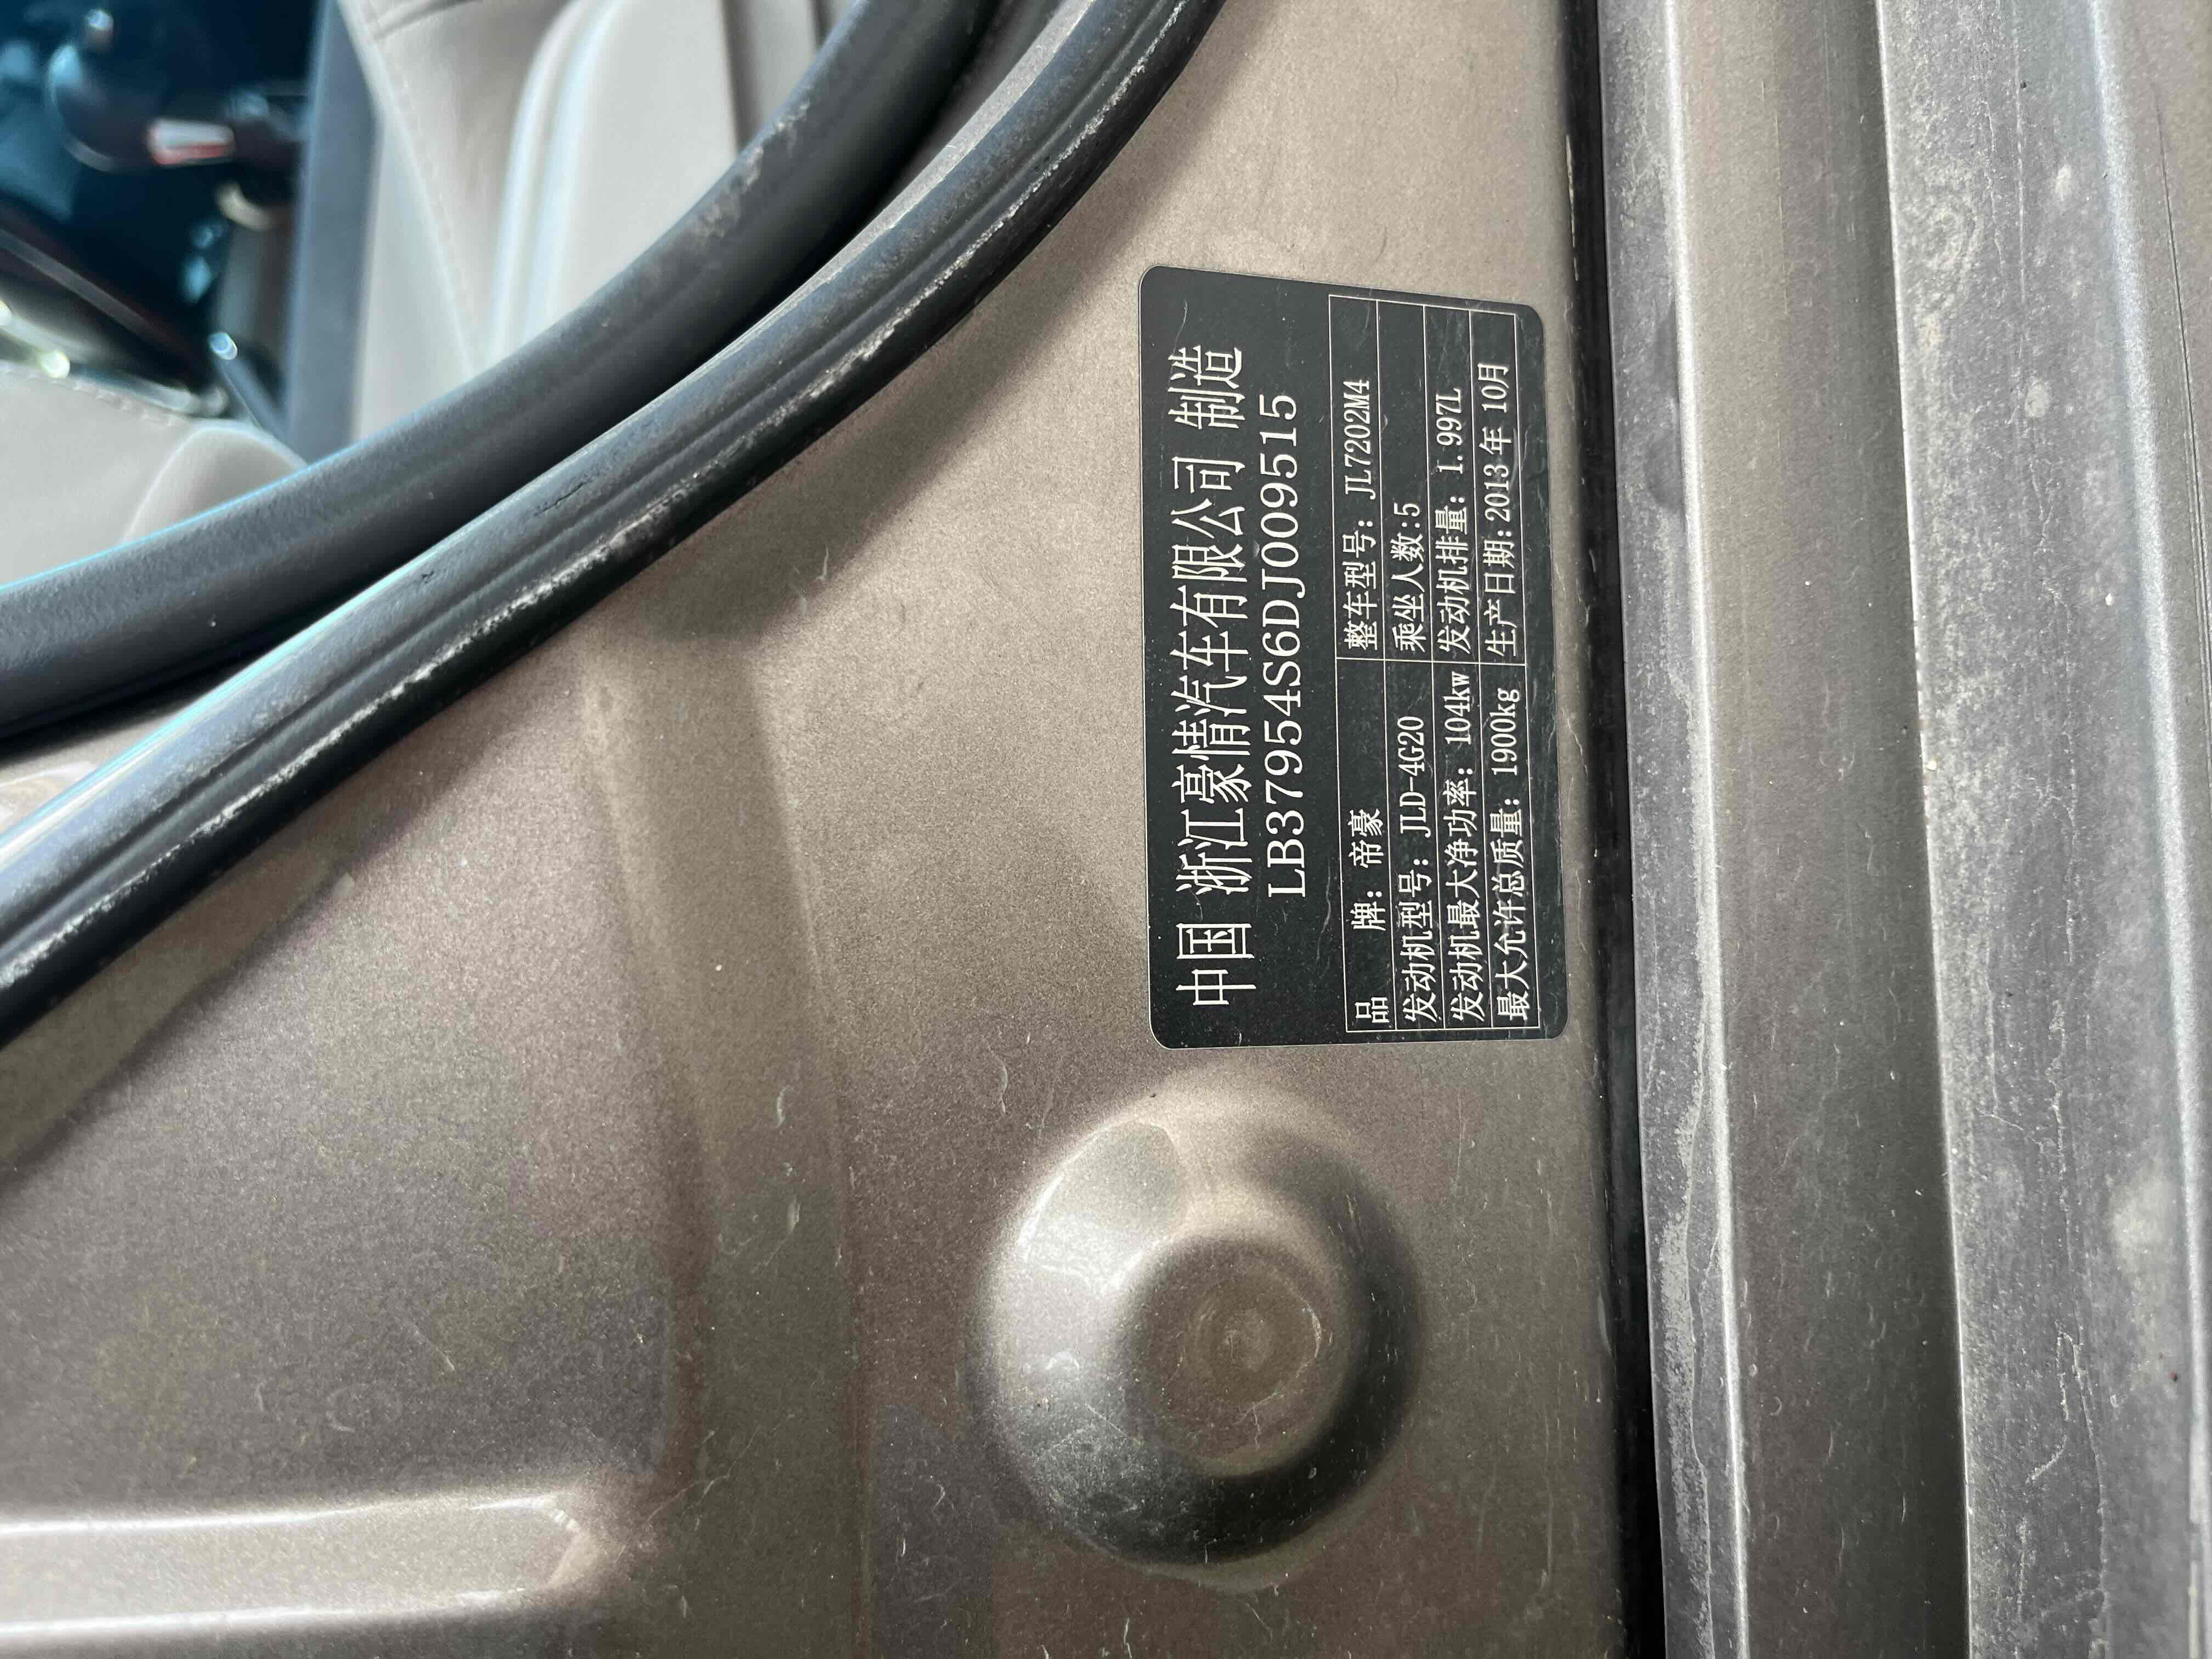 中国 浙江豪情汽车有限公司 制造
LB37954S6DJ009515
品 牌：帝豪 整车型号：JL7202M4
发动机型号：JLD-4G20 乘坐人数:5
发动机最大净功率：104kw 发动机排量：1.997L
最大允许总质量：1900kg 生产日期:2013年10月